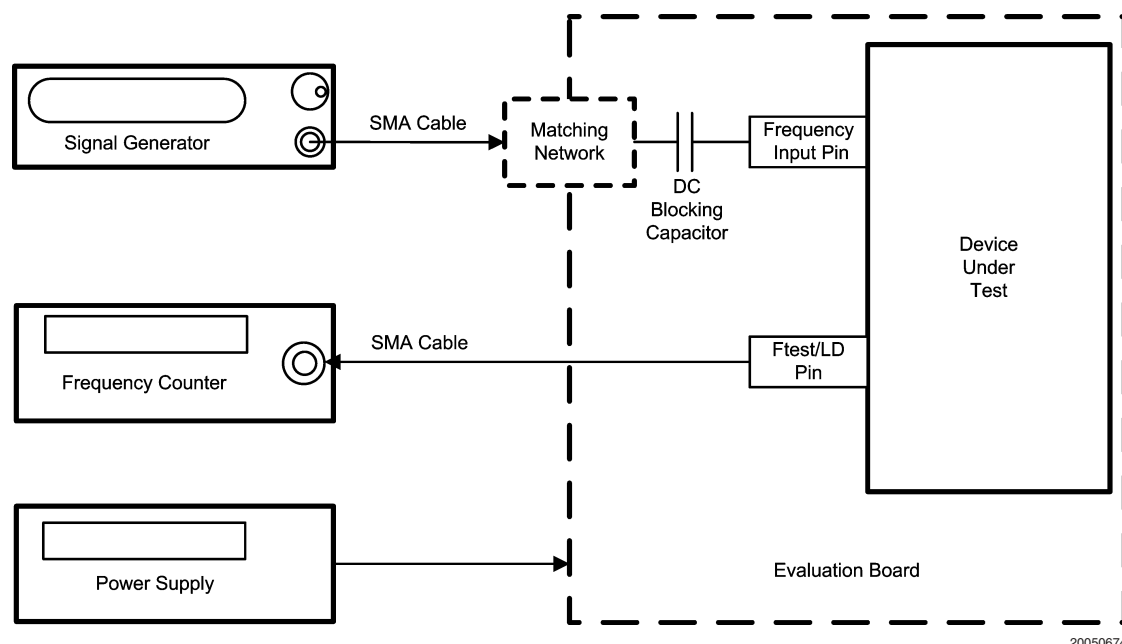 Signal Generator
SMA Cable
Matching
Network
DC
Blocking
Capacitor
Frequency
Input Pin
Device
Under
Test
Frequency Counter
SMA Cable
Ftest/LD
Pin
Power Supply
Evaluation Board